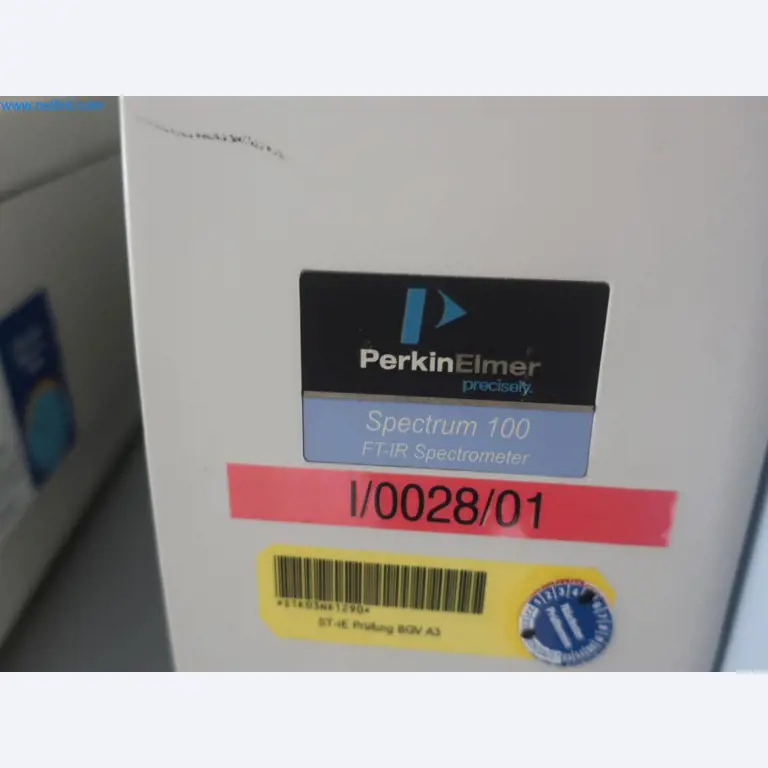 PerkinElmer
precisely.
Spectrum 100
FT-IR Spectrometer
I/0028/01
ST-IE Prüfung BGV A3